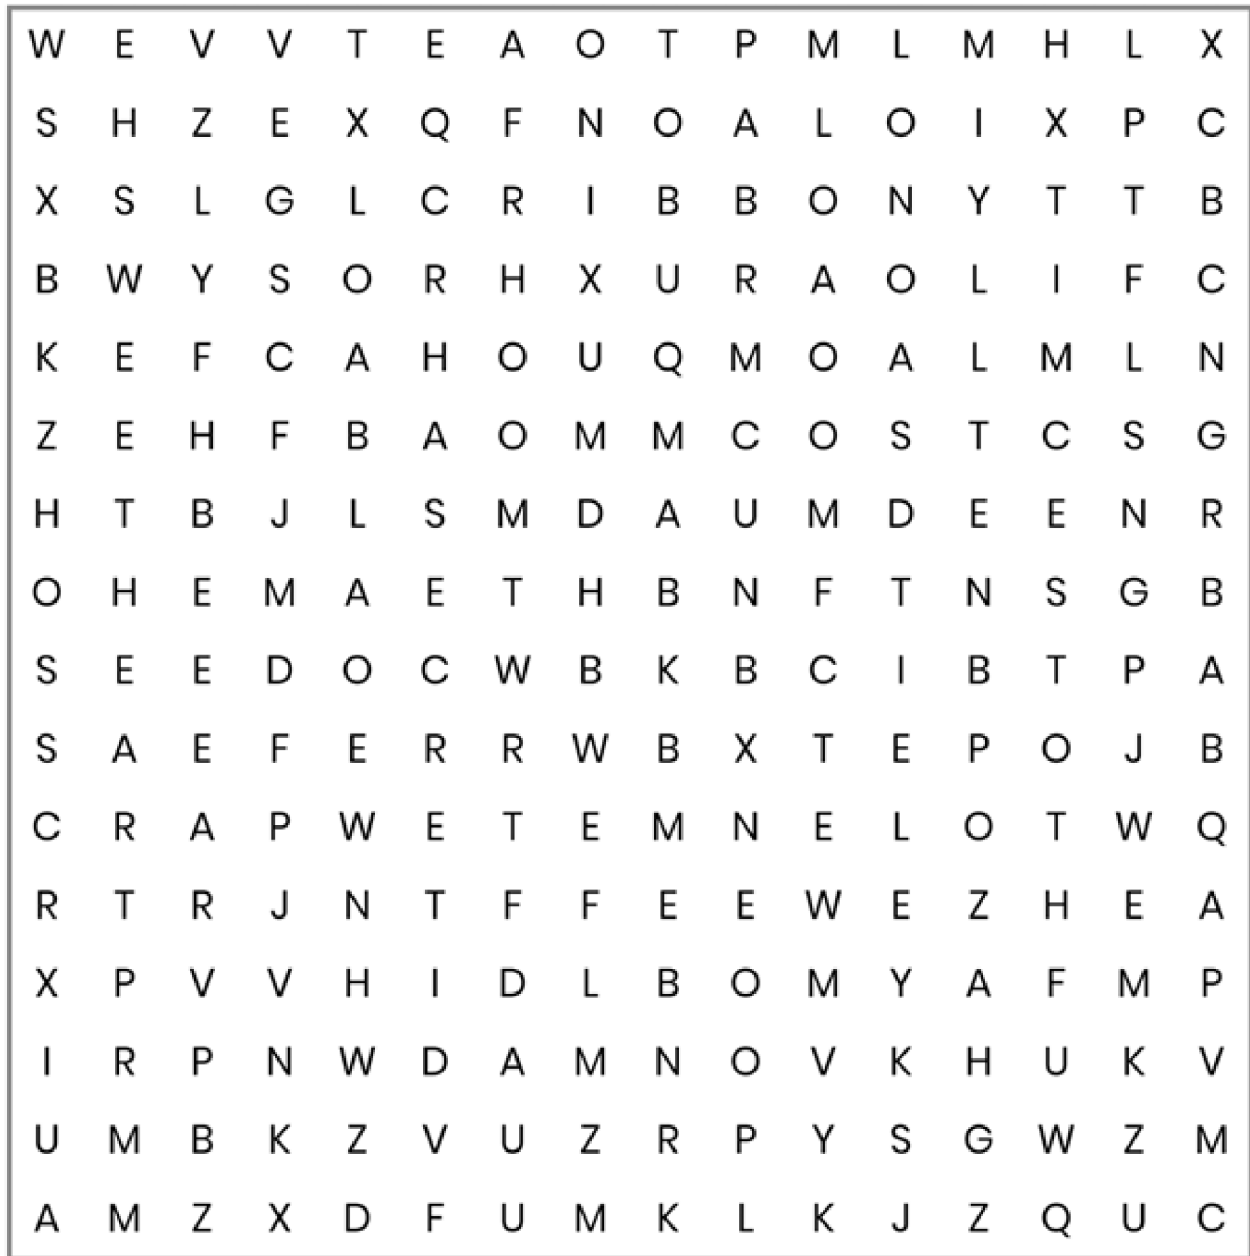 W E V V T E A O T P M L M H L X
S H Z E X Q F N O A L O I X P C
X S L G L C R I B B O N Y T T B
B W Y S O R H X U R A O L I F C
K E F C A H O U Q M O A L M L N
Z E H F B A O M M C O S T C S G
H T B J L S M D A U M D E E N R
O H E M A E T H B N F T N S G B
S E E D O C W B K B C I B T P A
S A E F E R R W B X T E P O J B
C R A P W E T E M N E L O T W Q
R T R J N T F F E E W E Z H E A
X P V V H I D L B O M Y A F M P
I R P N W D A M N O V K H U K V
U M B K Z V U Z R P Y S G W Z M
A M Z X D F U M K L K J Z Q U C